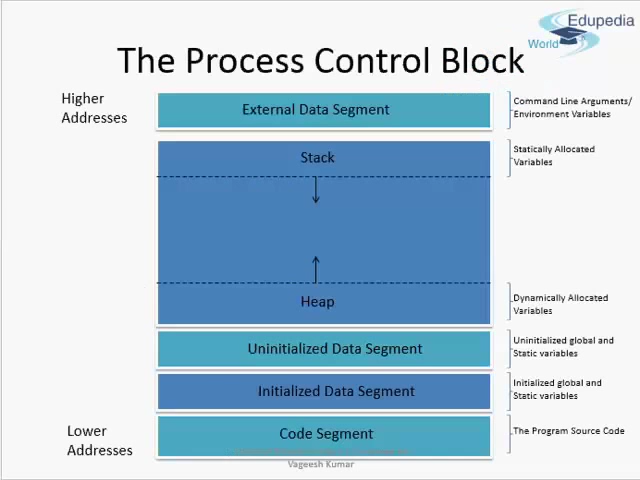 Edupedia
World
The Process Control Block
Higher
Addresses
External Data Segment
Command Line Arguments/
Environment Variables
Stack
Statically Allocated
Variables
Heap
Dynamically Allocated
Variables
Uninitialized Data Segment
Uninitialized global and
Static variables
Initialized Data Segment
Initialized global and
Static variables
Lower
Addresses
Code Segment
The Program Source Code
Vageesh Kumar